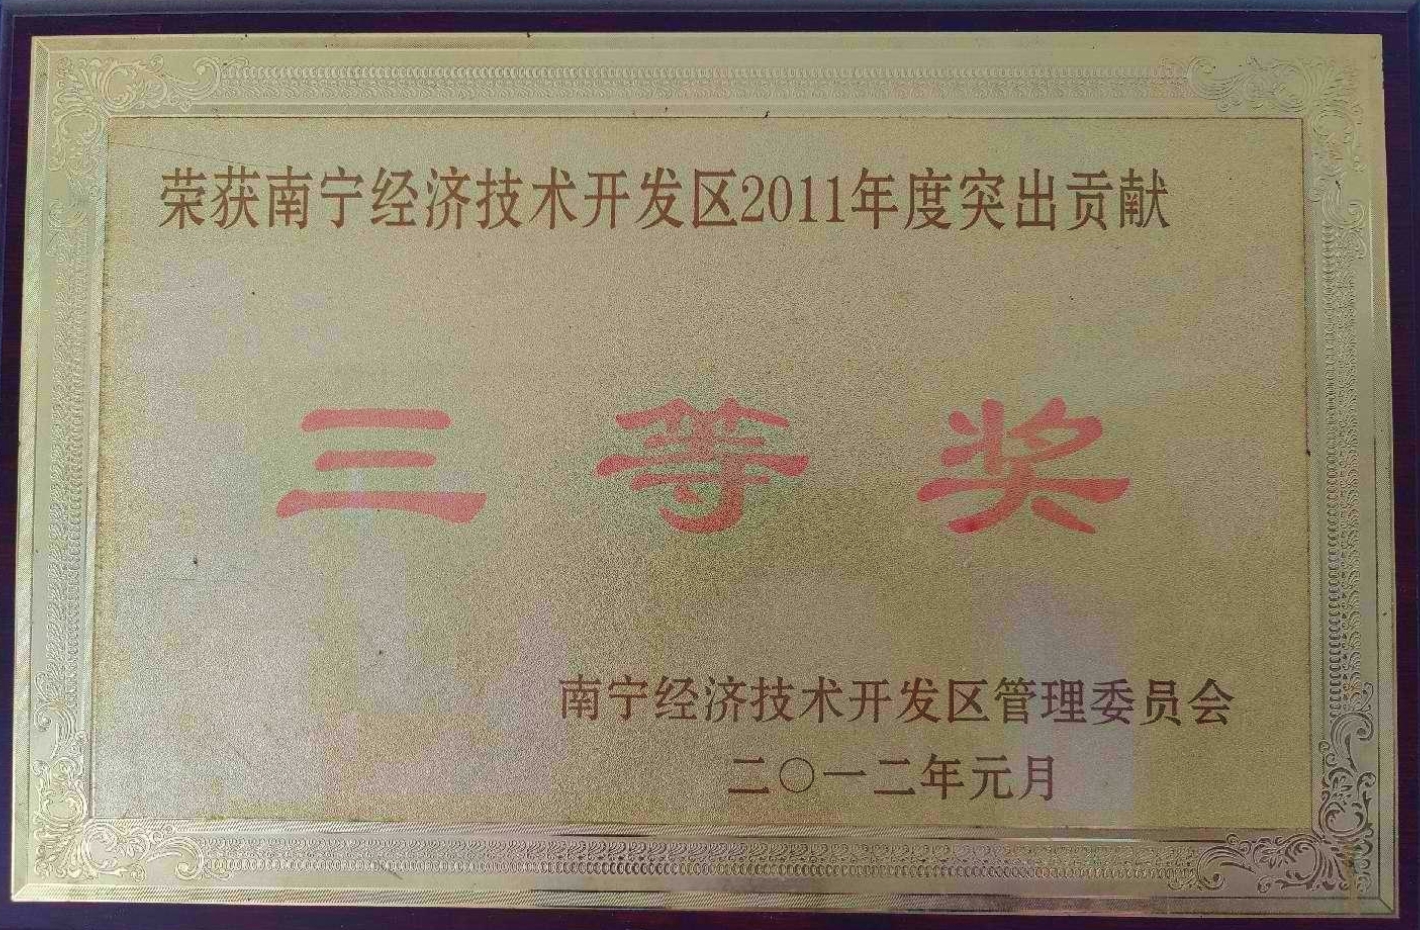 荣获南宁经济技术开发区2011年度突出贡献
三等奖
南宁经济技术开发区管理委员会
二〇一二年元月